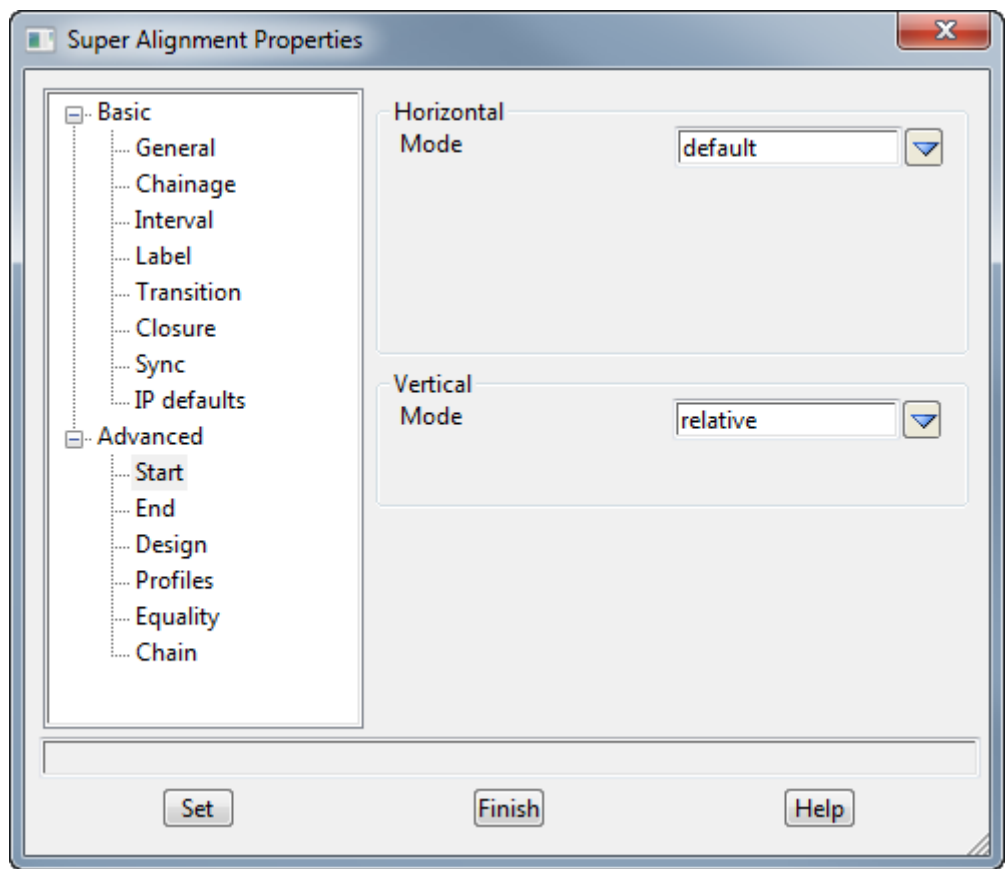 Super Alignment Properties
Basic
General
Chainage
Interval
Label
Transition
Closure
Sync
IP defaults
Advanced
Start
End
Design
Profiles
Equality
Chain
Horizontal
Mode default
Vertical
Mode relative
Set Finish Help